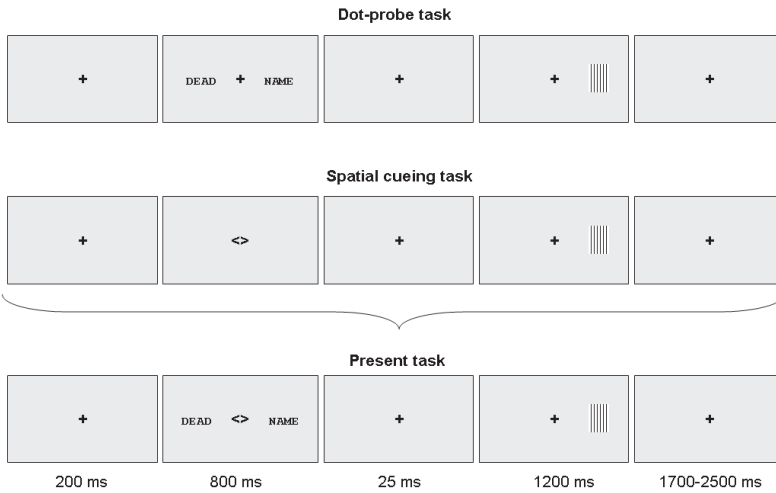 Dot-probe task
+
DEAD + NAME
+
+
+
Spatial cueing task
+
<>
+
+
+
Present task
+
DEAD <> NAME
+
+
+
200 ms
800 ms
25 ms
1200 ms
1700-2500 ms